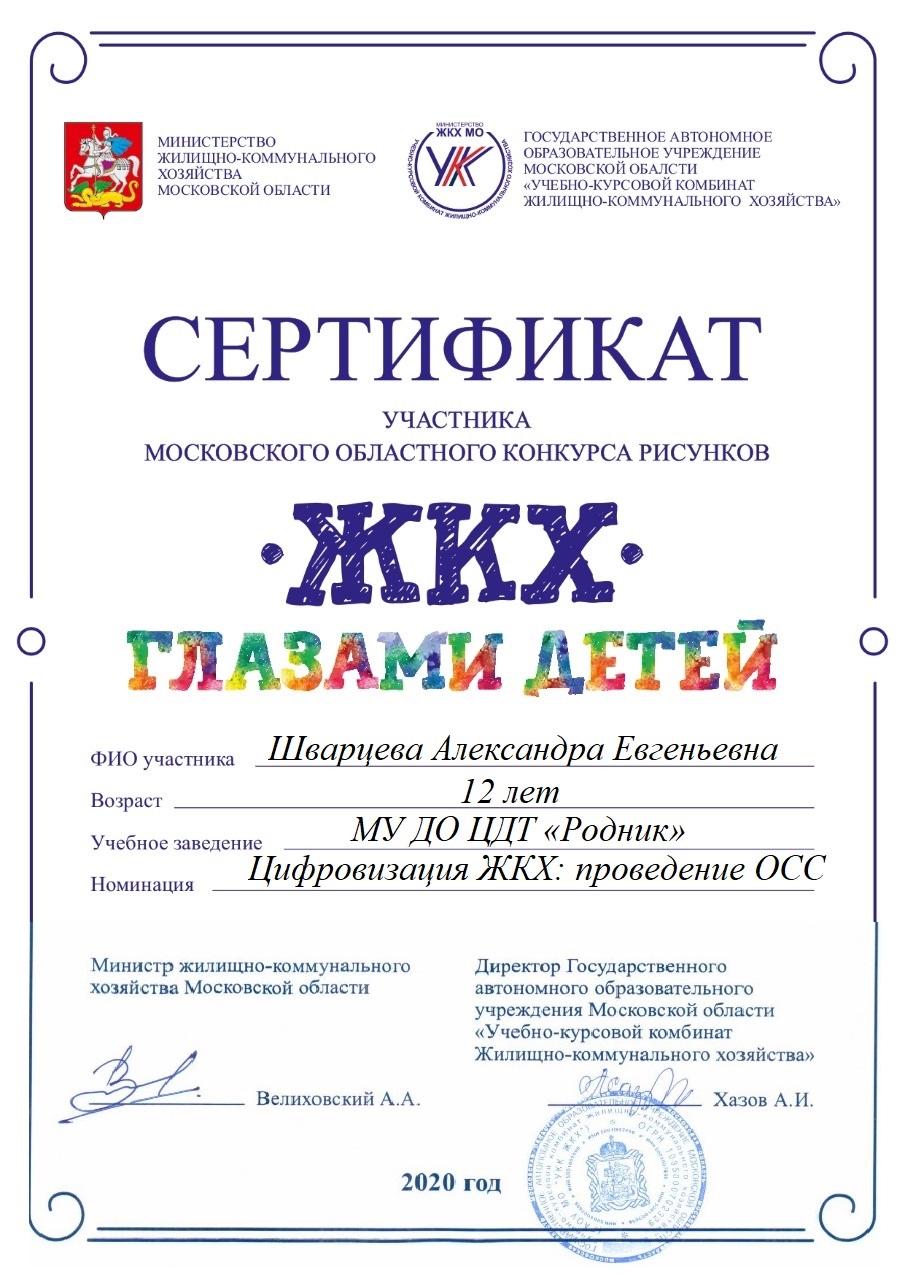 МИНИСТЕРСТВО
ЖИЛИЩНО-КОММУНАЛЬНОГО
ХОЗЯЙСТВА
МОСКОВСКОЙ ОБЛАСТИ
МИНИСТЕРСТВО
ЖКХ МО
УКК
УЧЕБНО-КУРСОВОЙ КОМБИНАТ ЖИЛИЩНО-КОММУНАЛЬНОГО ХОЗЯЙСТВА
ГОСУДАРСТВЕННОЕ АВТОНОМНОЕ
ОБРАЗОВАТЕЛЬНОЕ УЧРЕЖДЕНИЕ
МОСКОВСКОЙ ОБАЛСТИ
«УЧЕБНО-КУРСОВОЙ КОМБИНАТ
ЖИЛИЩНО-КОММУНАЛЬНОГО ХОЗЯЙСТВА»
СЕРТИФИКАТ
УЧАСТНИКА
МОСКОВСКОГО ОБЛАСТНОГО КОНКУРСА РИСУНКОВ
·ЖКХ·
ГЛАЗАМИ ДЕТЕЙ
ФИО участника Шварцева Александра Евгеньевна
Возраст 12 лет
Учебное заведение МУ ДО ЦДТ «Родник»
Номинация Цифровизация ЖКХ: проведение ОСС
Министр жилищно-коммунального
хозяйства Московской области
Велиховский А.А.
Директор Государственного
автономного образовательного
учреждения Московской области
«Учебно-курсовой комбинат
Жилищно-коммунального хозяйства»
Хазов А.И.
2020 год